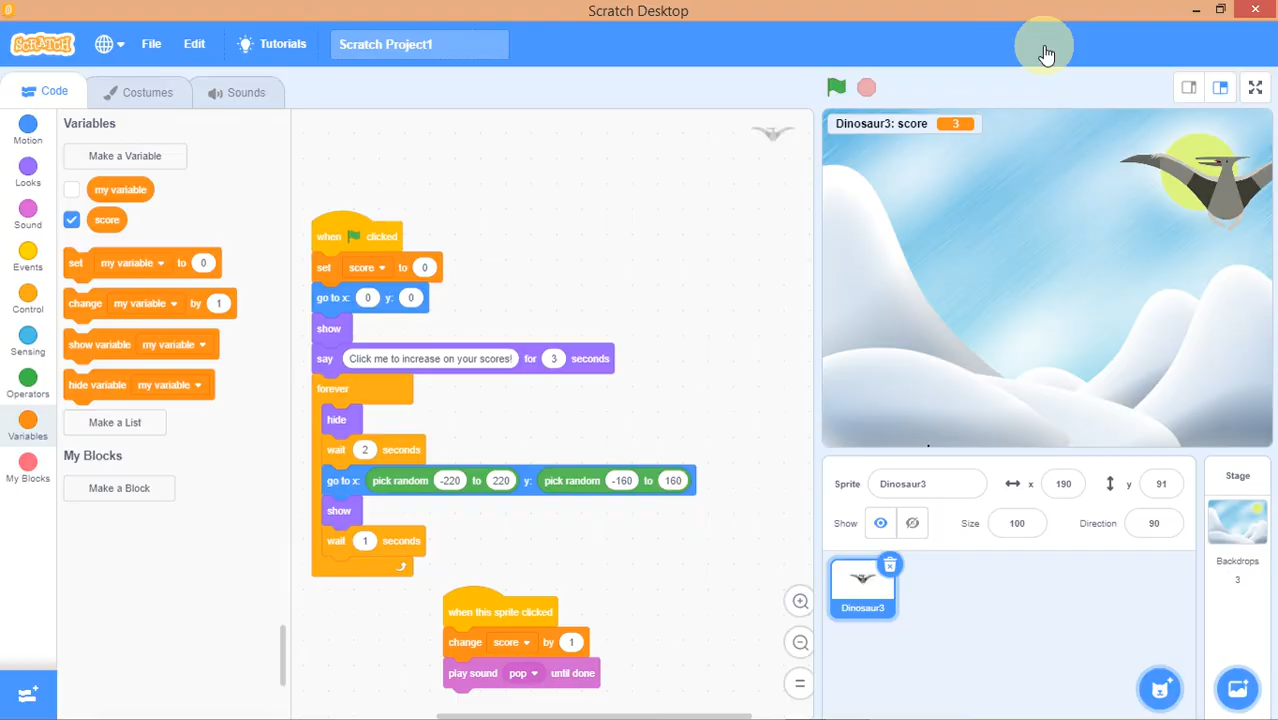 Scratch Desktop
SCRATCH File Edit Tutorials Scratch Project1
Code Costumes Sounds
Motion
Looks
Sound
Events
Control
Sensing
Operators
Variables
My Blocks
Variables
Make a Variable
my variable
score
set my variable to 0
change my variable by 1
show variable my variable
hide variable my variable
Make a List
My Blocks
Make a Block
when clicked
set score to 0
go to x: 0 y: 0
show
say Click me to increase on your scores! for 3 seconds
forever
hide
wait 2 seconds
go to x: pick random -220 to 220 y: pick random -160 to 160
show
wait 1 seconds
when this sprite clicked
change score by 1
play sound pop until done
Dinosaur3: score 3
Sprite Dinosaur3 x 190 y 91
Show Size 100 Direction 90
Dinosaur3
Stage
Backdrops
3